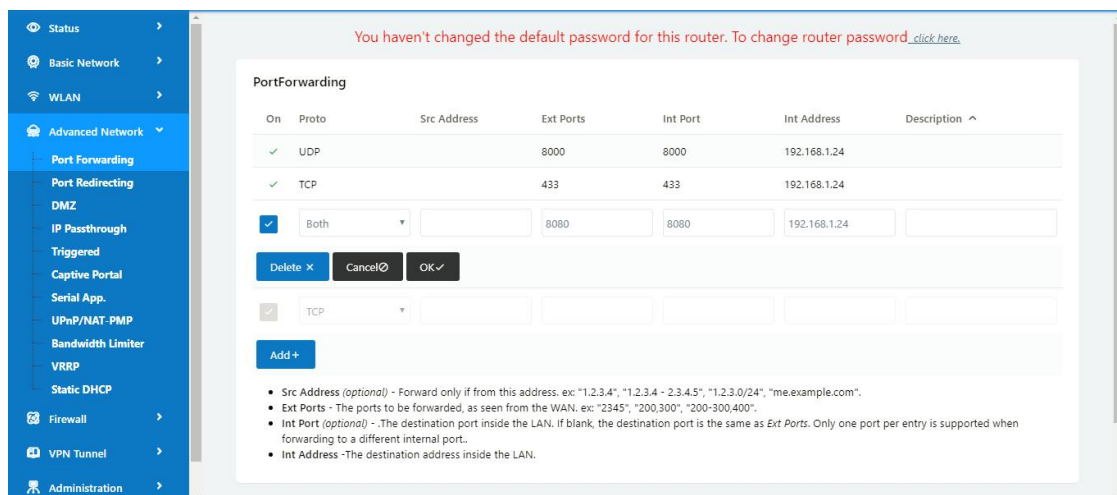 Status
Basic Network
WLAN
Advanced Network
Port Forwarding
Port Redirecting
DMZ
IP Passthrough
Triggered
Captive Portal
Serial App.
UPnP/NAT-PMP
Bandwidth Limiter
VRRP
Static DHCP
Firewall
VPN Tunnel
Administration
You haven't changed the default password for this router. To change router password click here.
PortForwarding
On Proto Src Address Ext Ports Int Port Int Address Description
UDP 8000 8000 192.168.1.24
TCP 433 433 192.168.1.24
Both 8080 8080 192.168.1.24
Delete Cancel OK
TCP
Add+
• Src Address (optional) - Forward only if from this address. ex: "1.2.3.4", "1.2.3.4 - 2.3.4.5", "1.2.3.0/24", "me.example.com".
• Ext Ports - The ports to be forwarded, as seen from the WAN. ex: "2345", "200,300", "200-300,400".
• Int Port (optional) - .The destination port inside the LAN. If blank, the destination port is the same as Ext Ports. Only one port per entry is supported when
forwarding to a different internal port..
• Int Address -The destination address inside the LAN.